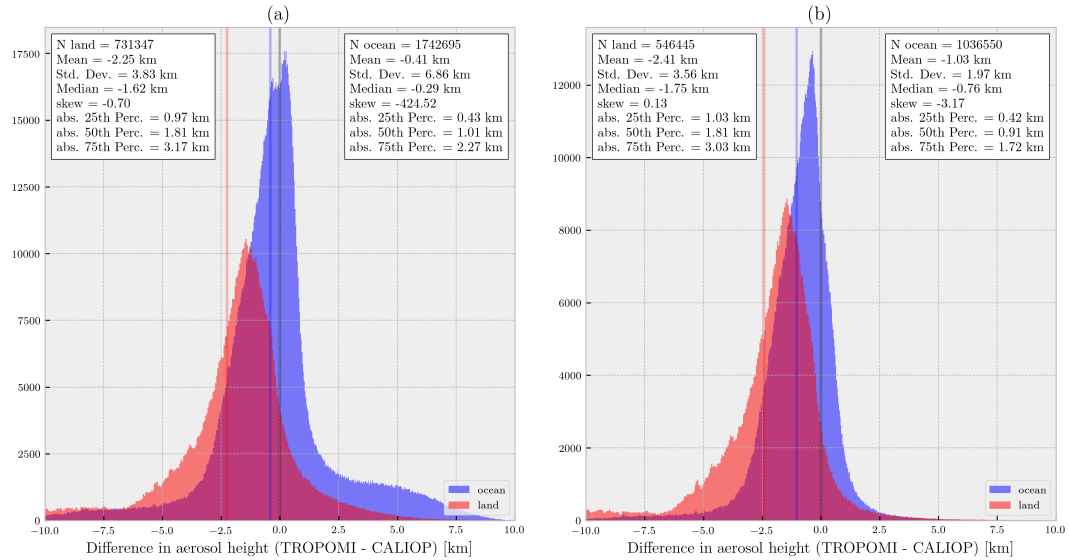 (a)
N land = 731347
Mean = -2.25 km
Std. Dev. = 3.83 km
Median = -1.62 km
skew = -0.70
abs. 25th Perc. = 0.97 km
abs. 50th Perc. = 1.81 km
abs. 75th Perc. = 3.17 km
N ocean = 1742695
Mean = -0.41 km
Std. Dev. = 6.86 km
Median = -0.29 km
skew = -424.52
abs. 25th Perc. = 0.43 km
abs. 50th Perc. = 1.01 km
abs. 75th Perc. = 2.27 km
17500
15000
12500
10000
7500
5000
2500
0
ocean
land
−10.0 −7.5 −5.0 −2.5 0.0 2.5 5.0 7.5 10.0
Difference in aerosol height (TROPOMI - CALIOP) [km]
(b)
N land = 546445
Mean = -2.41 km
Std. Dev. = 3.56 km
Median = -1.75 km
skew = 0.13
abs. 25th Perc. = 1.03 km
abs. 50th Perc. = 1.81 km
abs. 75th Perc. = 3.03 km
N ocean = 1036550
Mean = -1.03 km
Std. Dev. = 1.97 km
Median = -0.76 km
skew = -3.17
abs. 25th Perc. = 0.42 km
abs. 50th Perc. = 0.91 km
abs. 75th Perc. = 1.72 km
12000
10000
8000
6000
4000
2000
0
ocean
land
−10.0 −7.5 −5.0 −2.5 0.0 2.5 5.0 7.5 10.0
Difference in aerosol height (TROPOMI - CALIOP) [km]